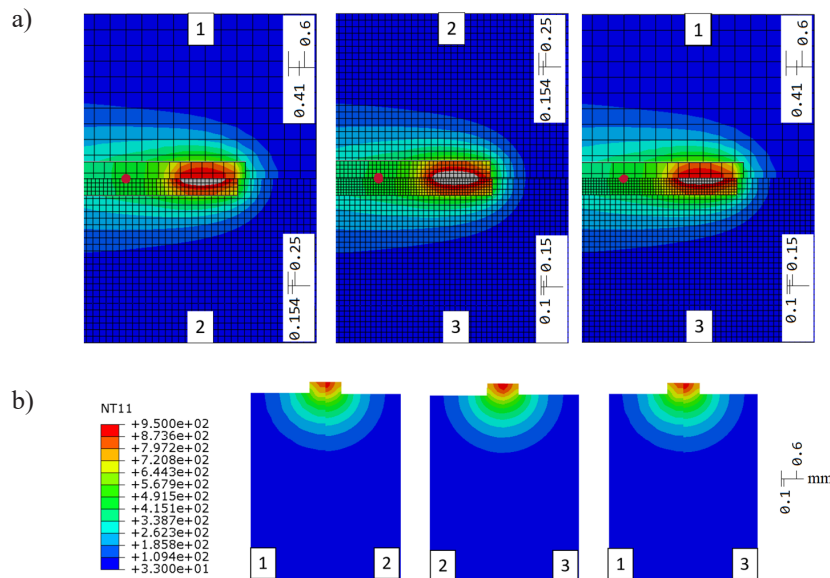 a)
1
0.41
0.6
2
0.154
0.25
2
0.154
0.25
3
0.1
0.15
1
0.41
0.6
3
0.1
0.15
b)
NT11
+9.500e+02
+8.736e+02
+7.972e+02
+7.208e+02
+6.443e+02
+5.679e+02
+4.915e+02
+4.151e+02
+3.387e+02
+2.623e+02
+1.858e+02
+1.094e+02
+3.300e+01
1
2
2
3
1
3
0.1
0.6
mm